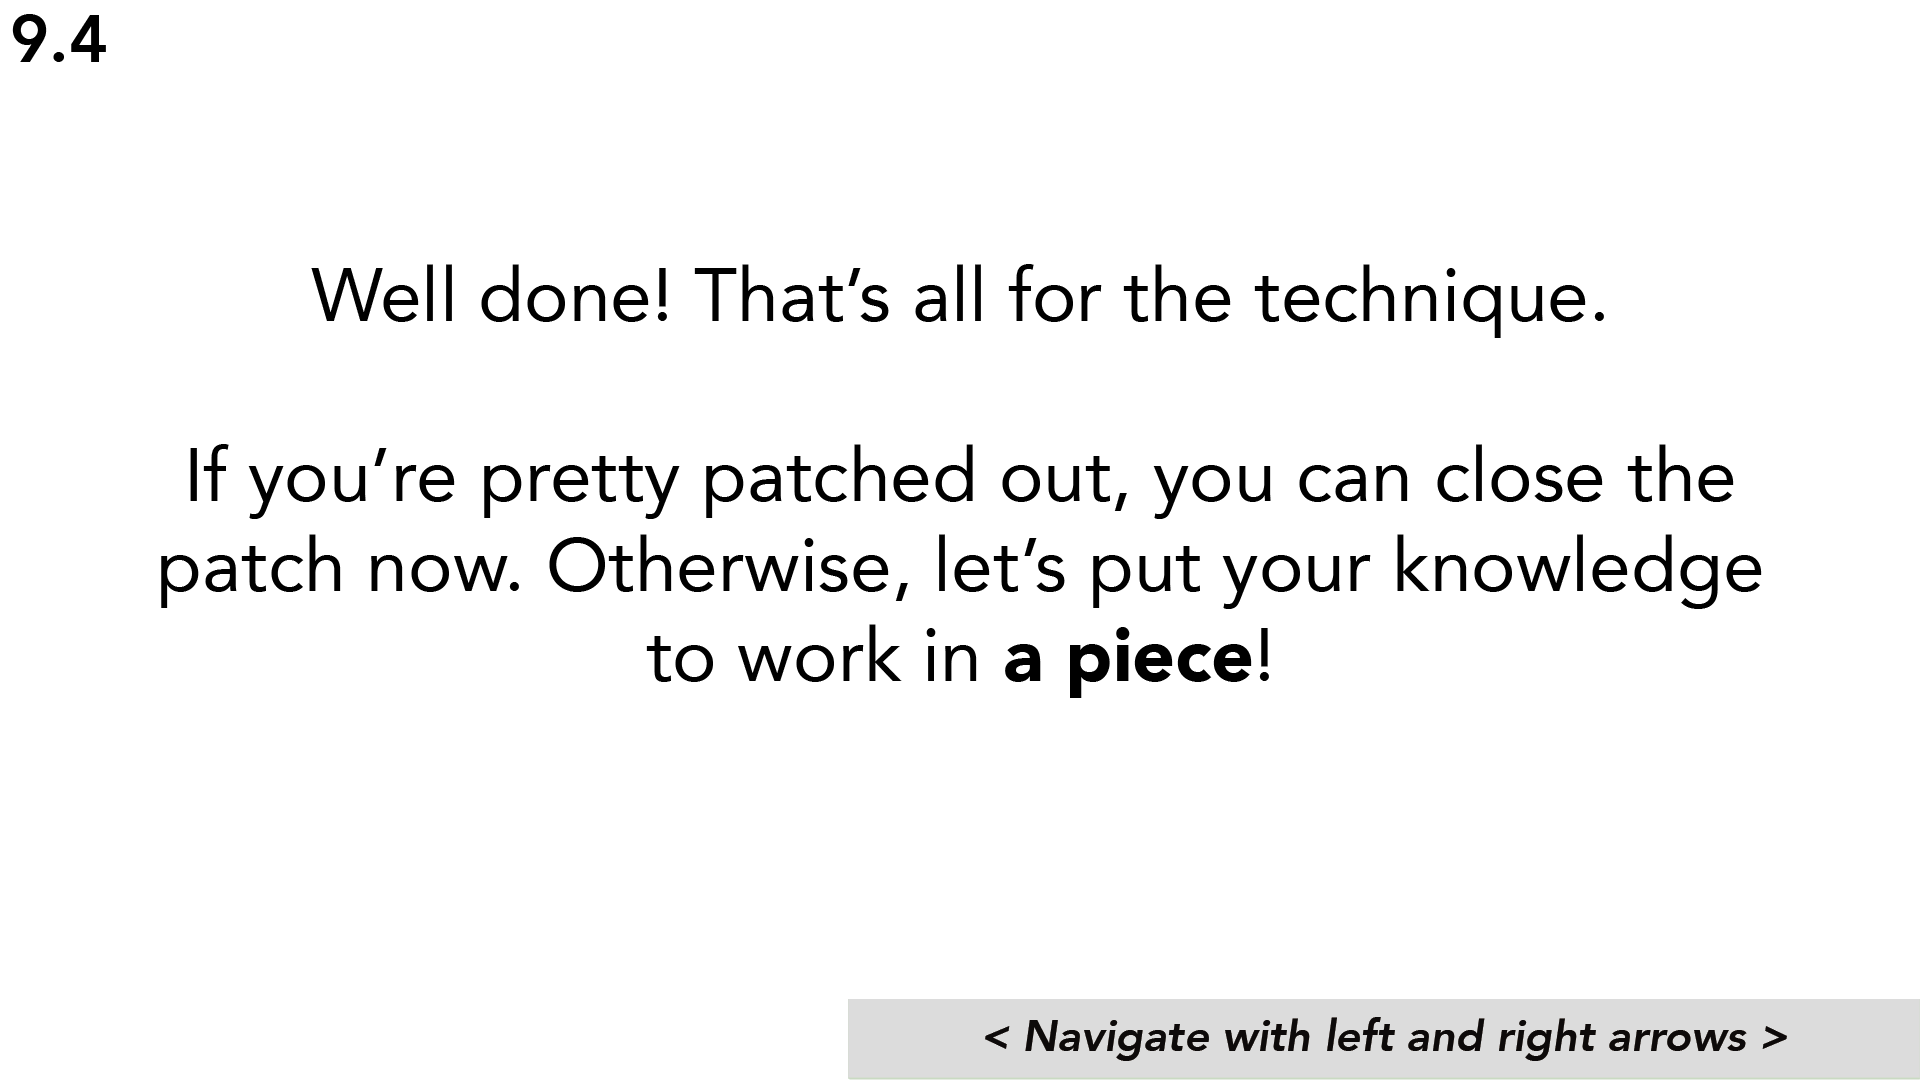 9.4
Well done! That’s all for the technique.
If you’re pretty patched out, you can close the
patch now. Otherwise, let’s put your knowledge
to work in a piece!
< Navigate with left and right arrows >